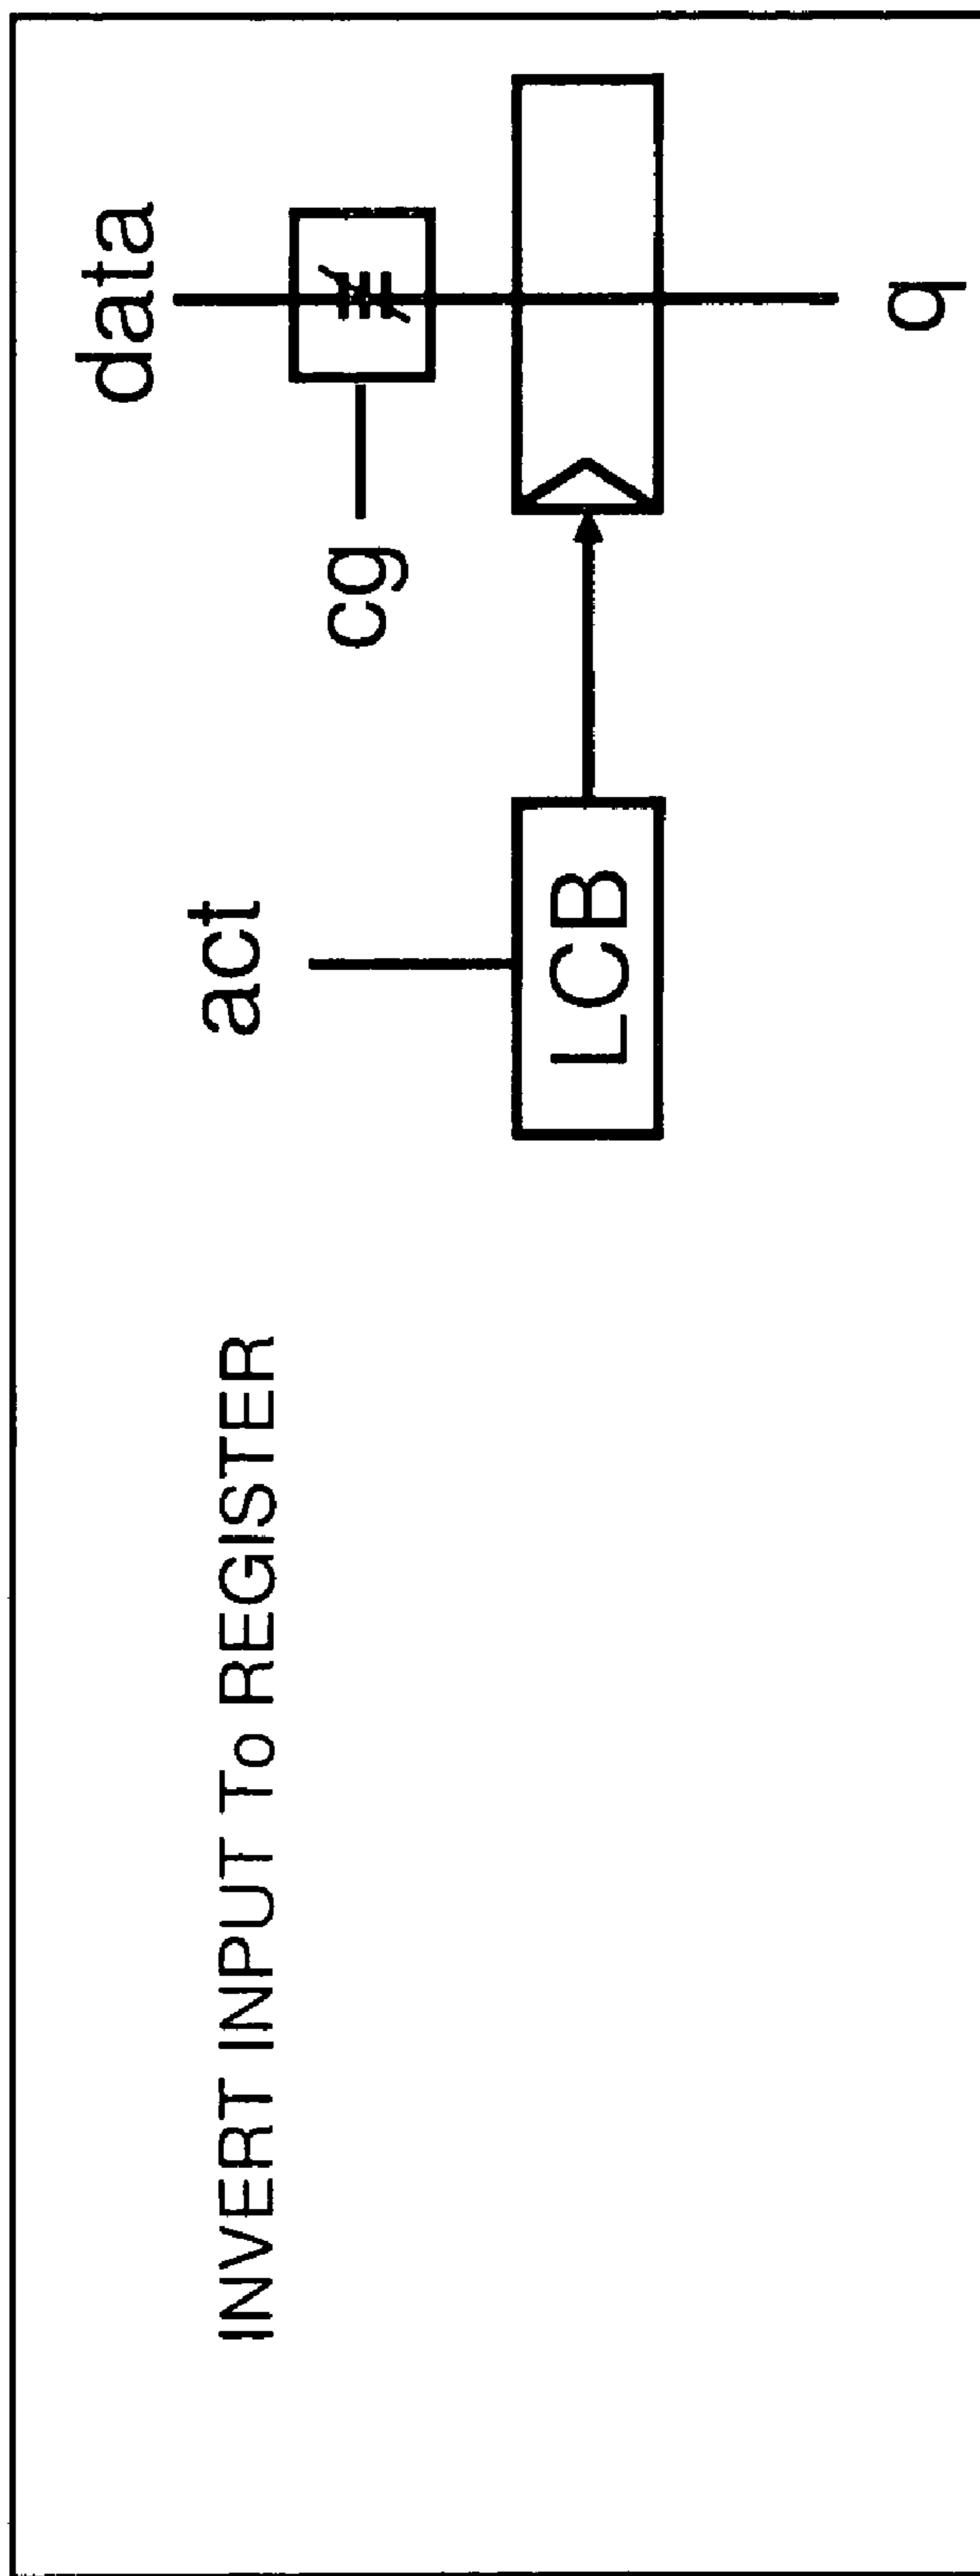 INVERT INPUT To REGISTER
data
act
cg
LCB
q